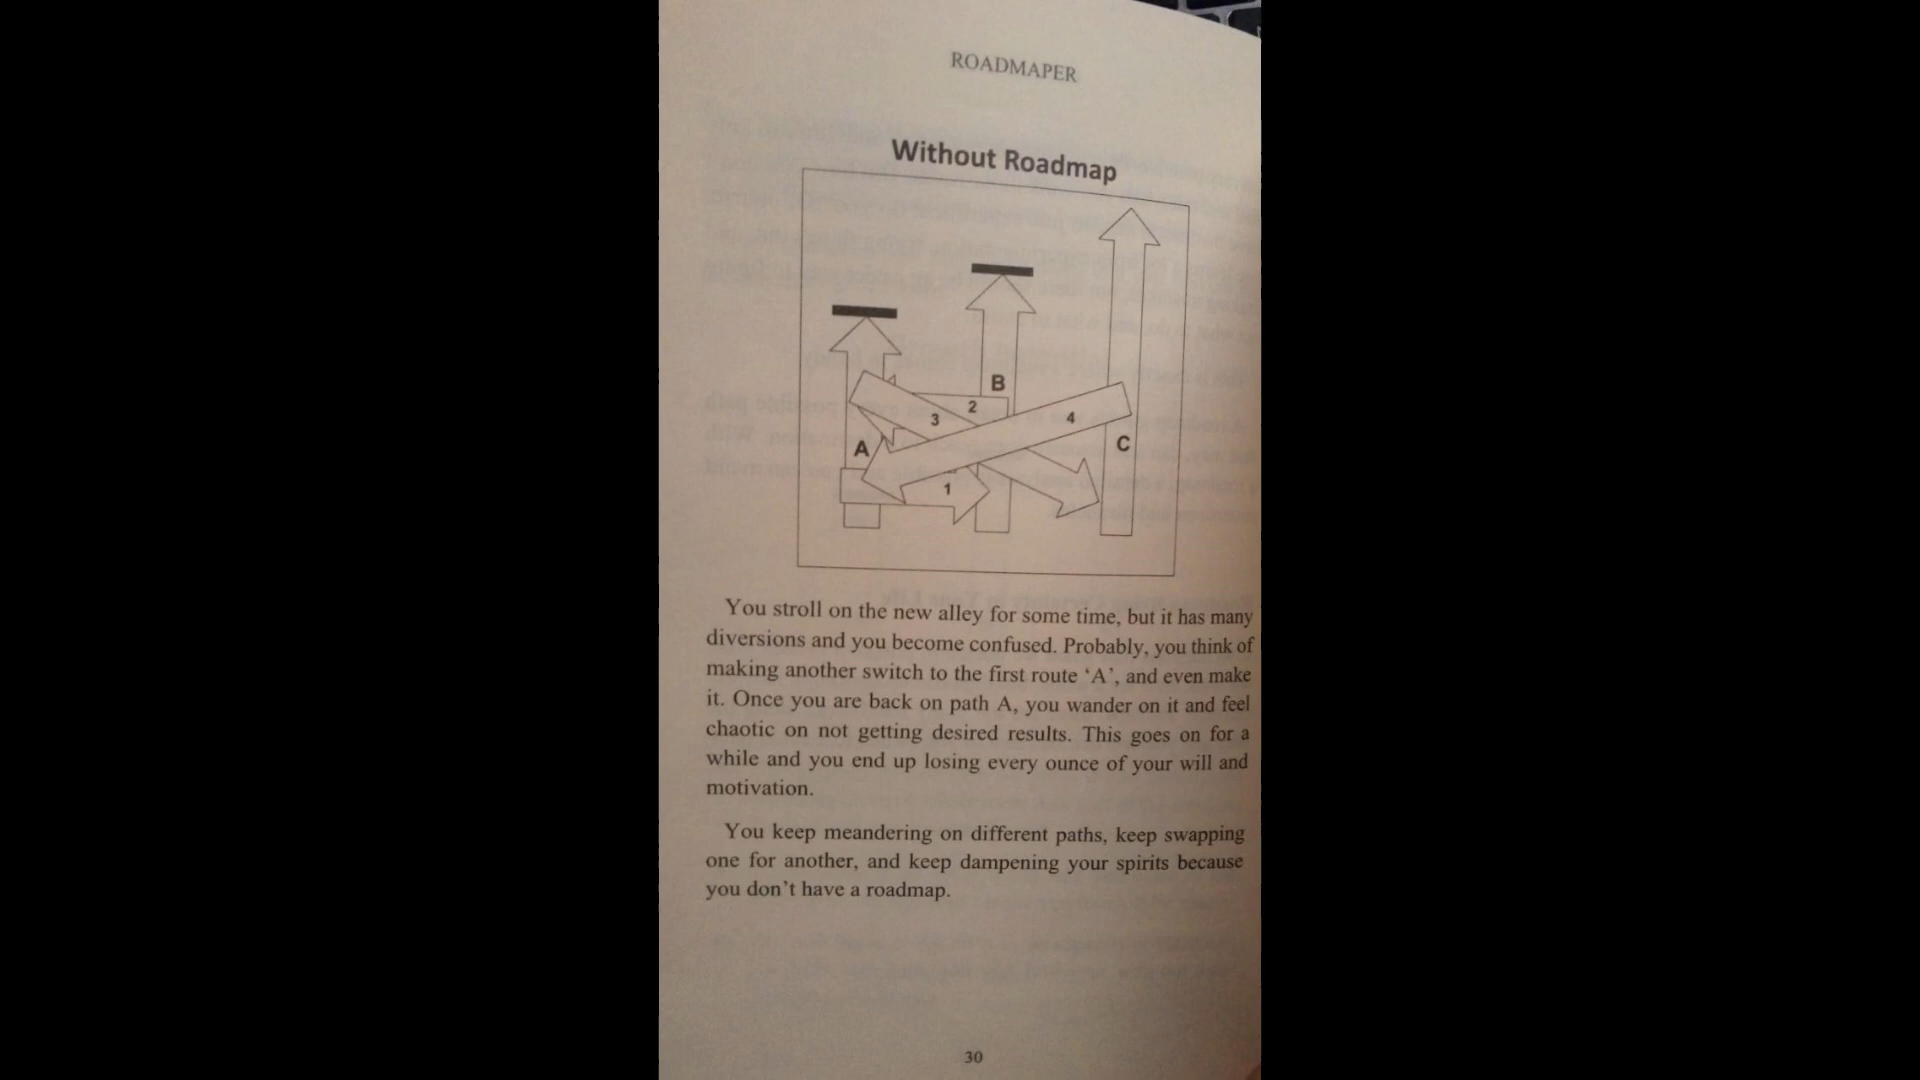 ROADMAPER
Without Roadmap
B
2
3
4
A
C
1
You stroll on the new alley for some time, but it has many
diversions and you become confused. Probably, you think of
making another switch to the first route ‘A’, and even make
it. Once you are back on path A, you wander on it and feel
chaotic on not getting desired results. This goes on for a
while and you end up losing every ounce of your will and
motivation.
You keep meandering on different paths, keep swapping
one for another, and keep dampening your spirits because
you don’t have a roadmap.
30